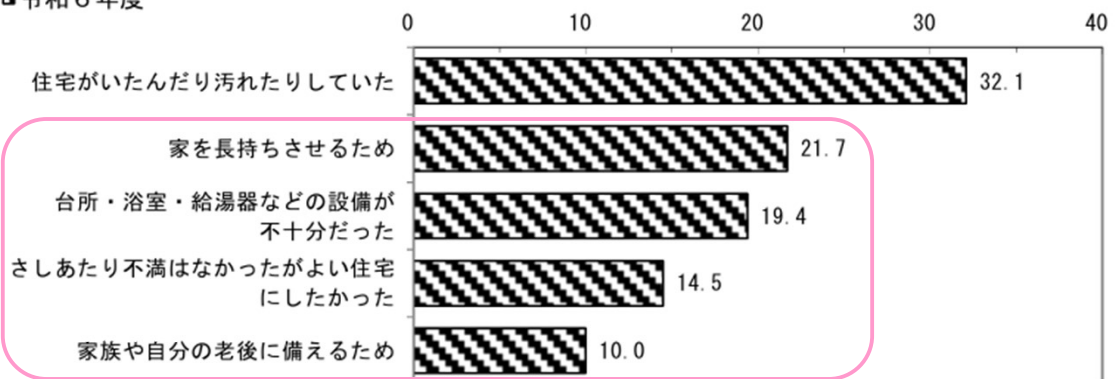 ■令和6年度
0 10 20 30 40
住宅がいたんだり汚れたりしていた 32.1
家を長持ちさせるため 21.7
台所・浴室・給湯器などの設備が
不十分だった 19.4
さしあたり不満はなかったがよい住宅
にしたかった 14.5
家族や自分の老後に備えるため 10.0